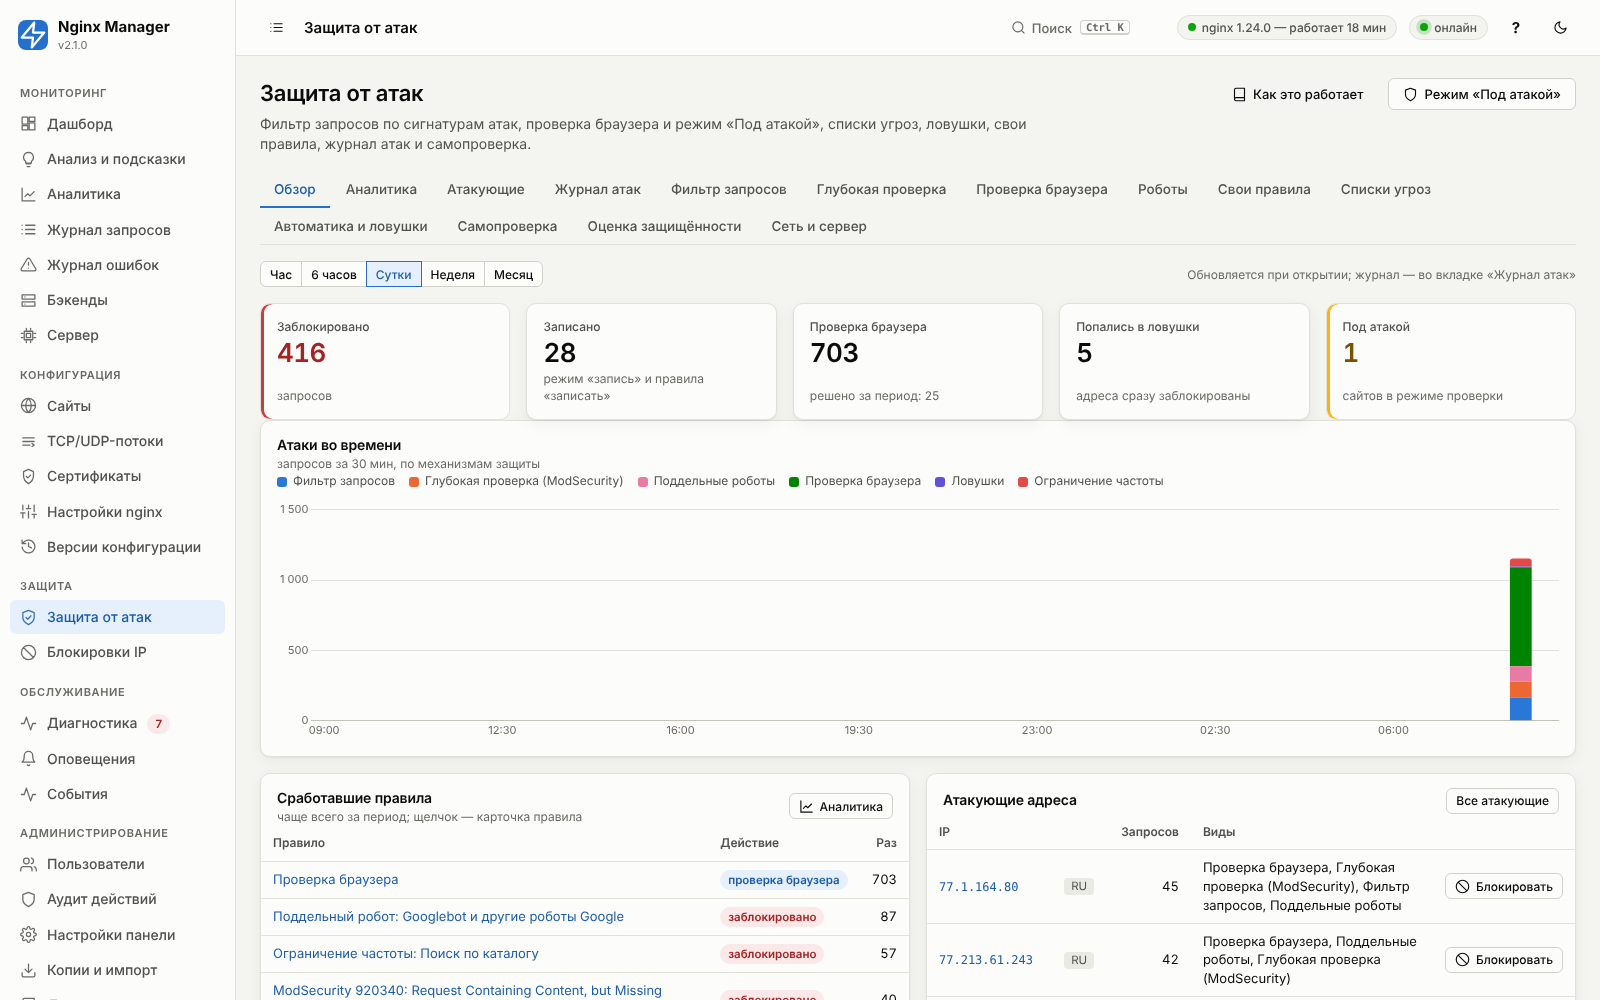 Nginx Manager
v2.1.0
МОНИТОРИНГ
Дашборд
Анализ и подсказки
Аналитика
Журнал запросов
Журнал ошибок
Бэкенды
Сервер
КОНФИГУРАЦИЯ
Сайты
TCP/UDP-потоки
Сертификаты
Настройки nginx
Версии конфигурации
ЗАЩИТА
Защита от атак
Блокировки IP
ОБСЛУЖИВАНИЕ
Диагностика 7
Оповещения
События
АДМИНИСТРИРОВАНИЕ
Пользователи
Аудит действий
Настройки панели
Копии и импорт
Защита от атак
Поиск Ctrl K
nginx 1.24.0 — работает 18 мин
онлайн
?
Защита от атак
Как это работает
Режим «Под атакой»
Фильтр запросов по сигнатурам атак, проверка браузера и режим «Под атакой», списки угроз, ловушки, свои
правила, журнал атак и самопроверка.
Обзор Аналитика Атакующие Журнал атак Фильтр запросов Глубокая проверка Проверка браузера Роботы Свои правила Списки угроз
Автоматика и ловушки Самопроверка Оценка защищённости Сеть и сервер
Час 6 часов Сутки Неделя Месяц
Обновляется при открытии; журнал — во вкладке «Журнал атак»
Заблокировано
416
запросов
Записано
28
режим «запись» и правила
«записать»
Проверка браузера
703
решено за период: 25
Попались в ловушки
5
адреса сразу заблокированы
Под атакой
1
сайтов в режиме проверки
Атаки во времени
запросов за 30 мин, по механизмам защиты
Фильтр запросов Глубокая проверка (ModSecurity) Поддельные роботы Проверка браузера Ловушки Ограничение частоты
1 500
1 000
500
0
09:00 12:30 16:00 19:30 23:00 02:30 06:00
Сработавшие правила
чаще всего за период; щелчок — карточка правила
Аналитика
Правило Действие Раз
Проверка браузера проверка браузера 703
Поддельный робот: Googlebot и другие роботы Google заблокировано 87
Ограничение частоты: Поиск по каталогу заблокировано 57
ModSecurity 920340: Request Containing Content, but Missing
заблокировано 40
Атакующие адреса
Все атакующие
IP Запросов Виды
77.1.164.80 RU 45 Проверка браузера, Глубокая
проверка (ModSecurity), Фильтр
запросов, Поддельные роботы
Блокировать
77.213.61.243 RU 42 Проверка браузера, Поддельные
роботы, Глубокая проверка
(ModSecurity)
Блокировать